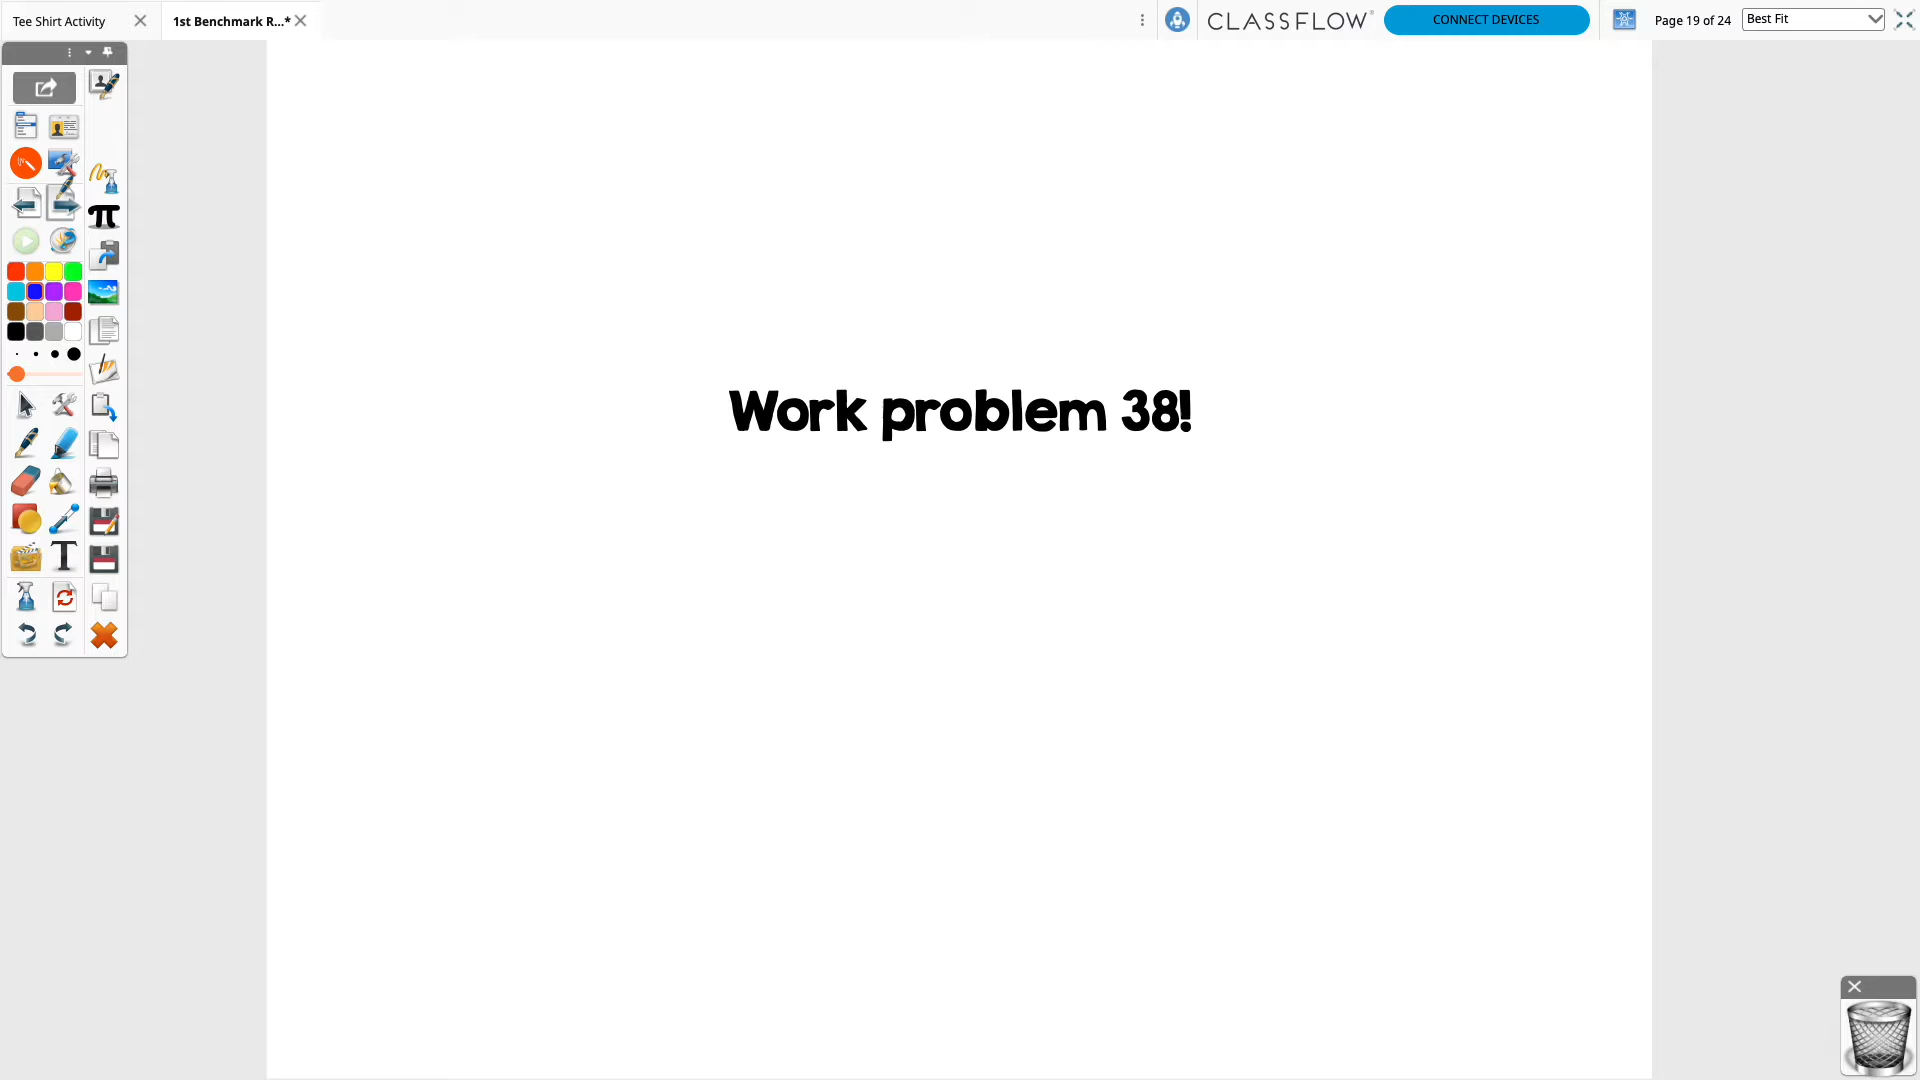 Tee Shirt Activity
1st Benchmark R...*
CLASSFLOW
CONNECT DEVICES
Page 19 of 24
Best Fit
Work problem 38!
π
T